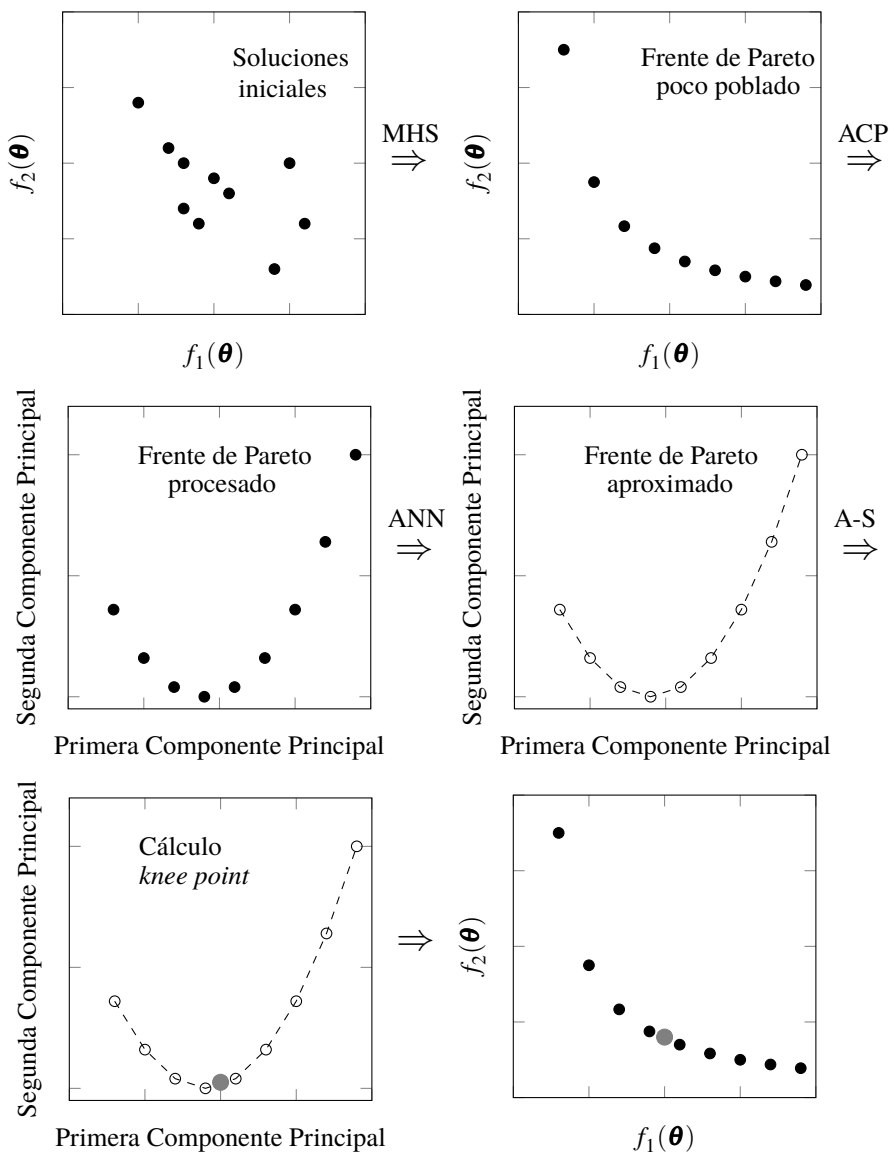 Soluciones
iniciales
f₂(θ)
f₁(θ)
MHS
⇒
Frente de Pareto
poco poblado
f₂(θ)
f₁(θ)
ACP
⇒
Frente de Pareto
procesado
Segunda Componente Principal
Primera Componente Principal
ANN
⇒
Frente de Pareto
aproximado
Segunda Componente Principal
Primera Componente Principal
A-S
⇒
Cálculo
knee point
Segunda Componente Principal
Primera Componente Principal
⇒
f₂(θ)
f₁(θ)